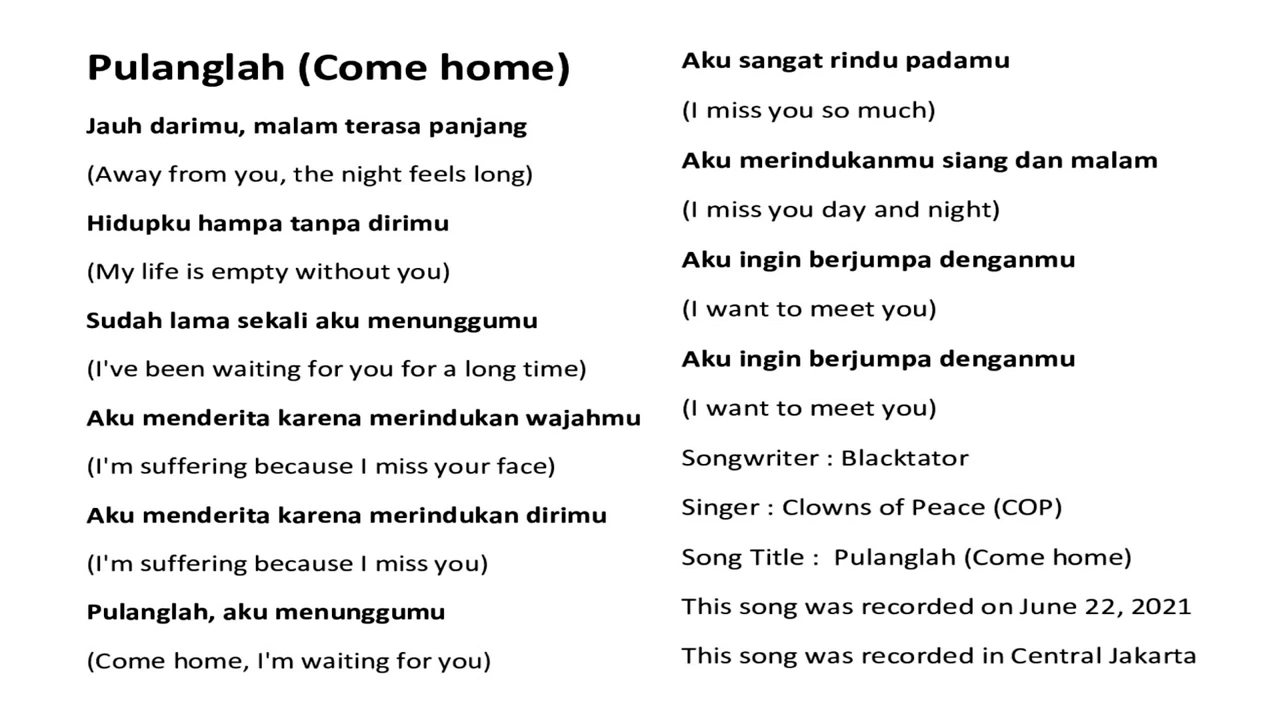 Pulanglah (Come home)
Jauh darimu, malam terasa panjang
(Away from you, the night feels long)
Hidupku hampa tanpa dirimu
(My life is empty without you)
Sudah lama sekali aku menunggumu
(I've been waiting for you for a long time)
Aku menderita karena merindukan wajahmu
(I'm suffering because I miss your face)
Aku menderita karena merindukan dirimu
(I'm suffering because I miss you)
Pulanglah, aku menunggumu
(Come home, I'm waiting for you)
Aku sangat rindu padamu
(I miss you so much)
Aku merindukanmu siang dan malam
(I miss you day and night)
Aku ingin berjumpa denganmu
(I want to meet you)
Aku ingin berjumpa denganmu
(I want to meet you)
Songwriter : Blacktator
Singer : Clowns of Peace (COP)
Song Title :  Pulanglah (Come home)
This song was recorded on June 22, 2021
This song was recorded in Central Jakarta